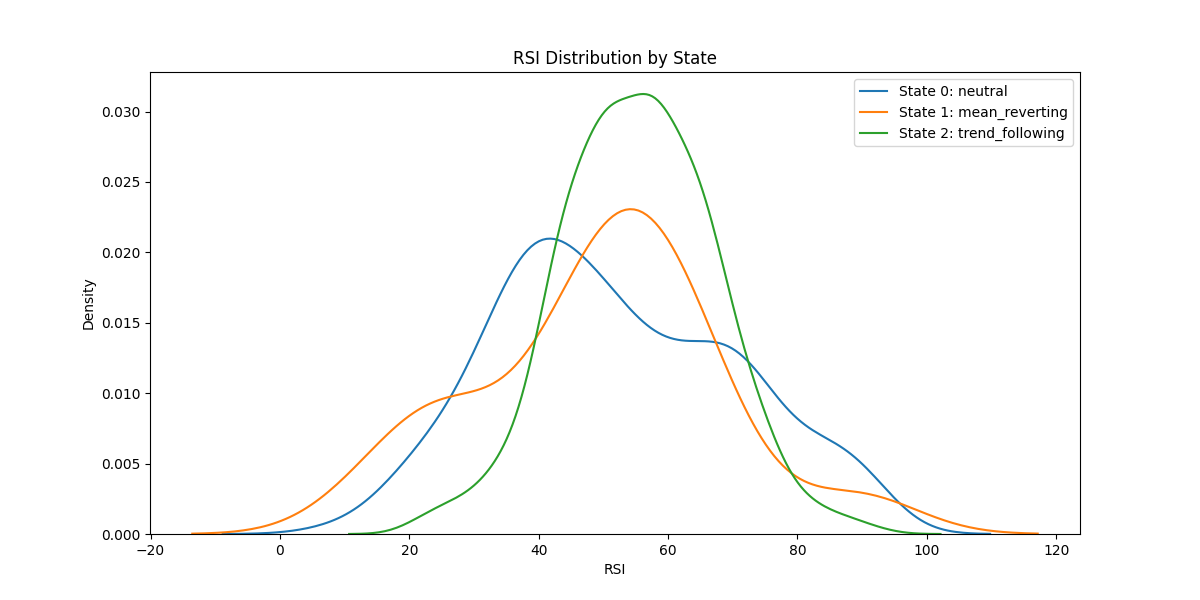 RSI Distribution by State
State 0: neutral
State 1: mean_reverting
State 2: trend_following
Density
0.030
0.025
0.020
0.015
0.010
0.005
0.000
−20
0
20
40
60
80
100
120
RSI